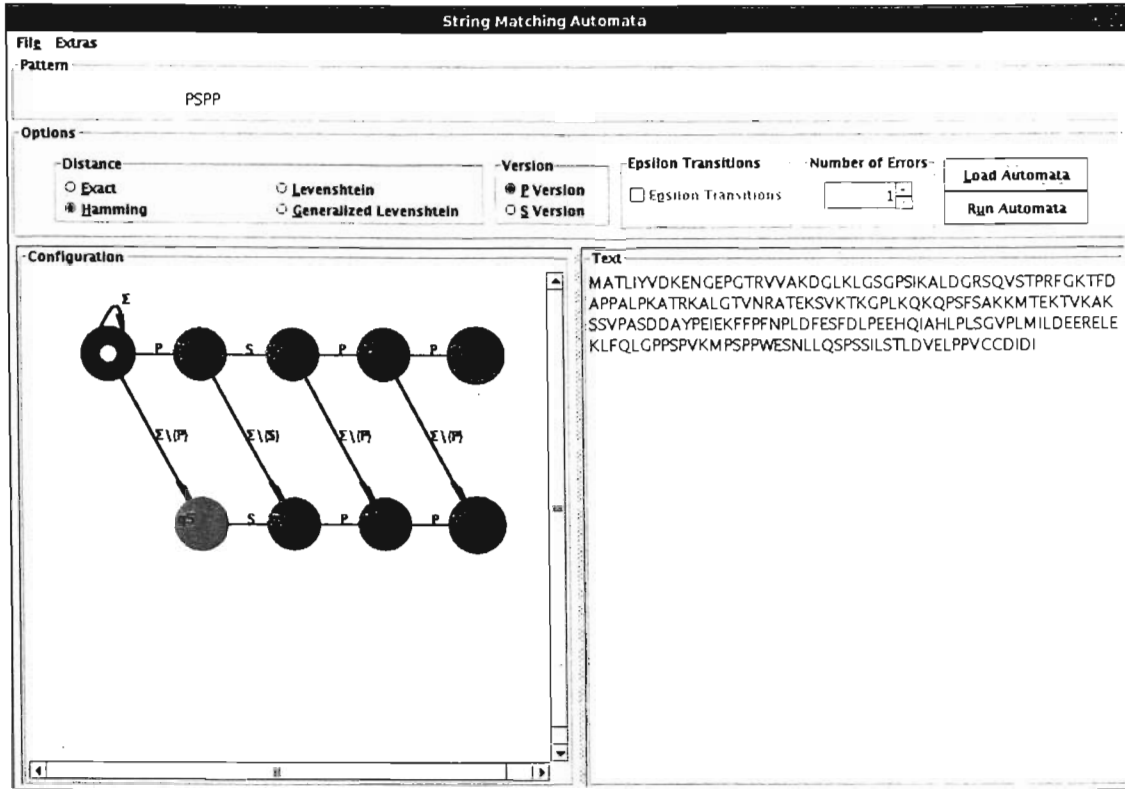 String Matching Automata
File Extras
Pattern
PSPP
Options
Distance
Exact
Hamming
Levenshtein
Generalized Levenshtein
Version
P Version
S Version
Epsilon Transitions
Epsilon Transitions
Number of Errors
1
Load Automata
Run Automata
Configuration
Σ
P S P P
Σ\(P) Σ\(S) Σ\(P) Σ\(P)
S P P
Text
MATLIYVDKENGEPGTRVVAKDGLKLGSGPSIKALDGRSQVSTPRFGKTFD
APPALPKATRKALGTVNRATEKSVKTKGPLKQKQPSFSAKKMTEKTVKAK
SSVPASDDAYPEIEKFFPFNPLDFESFDLPEEHQIAHLPLSGVPLMILDEERELE
KLFQLGPPSPVKMPSPPWESNLLQSPSSILSTLDVELPPVCCDIDI